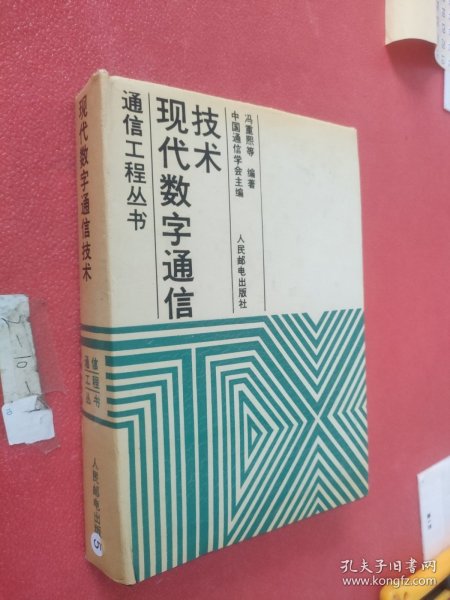 现代数字通信技术
通信工程丛书
人民邮电出版
通信工程丛书
现代数字通信
技术
中国通信学会主编
冯重熙等 编著
人民邮电出版社
TX
孔夫子旧书网
www.kongfz.com